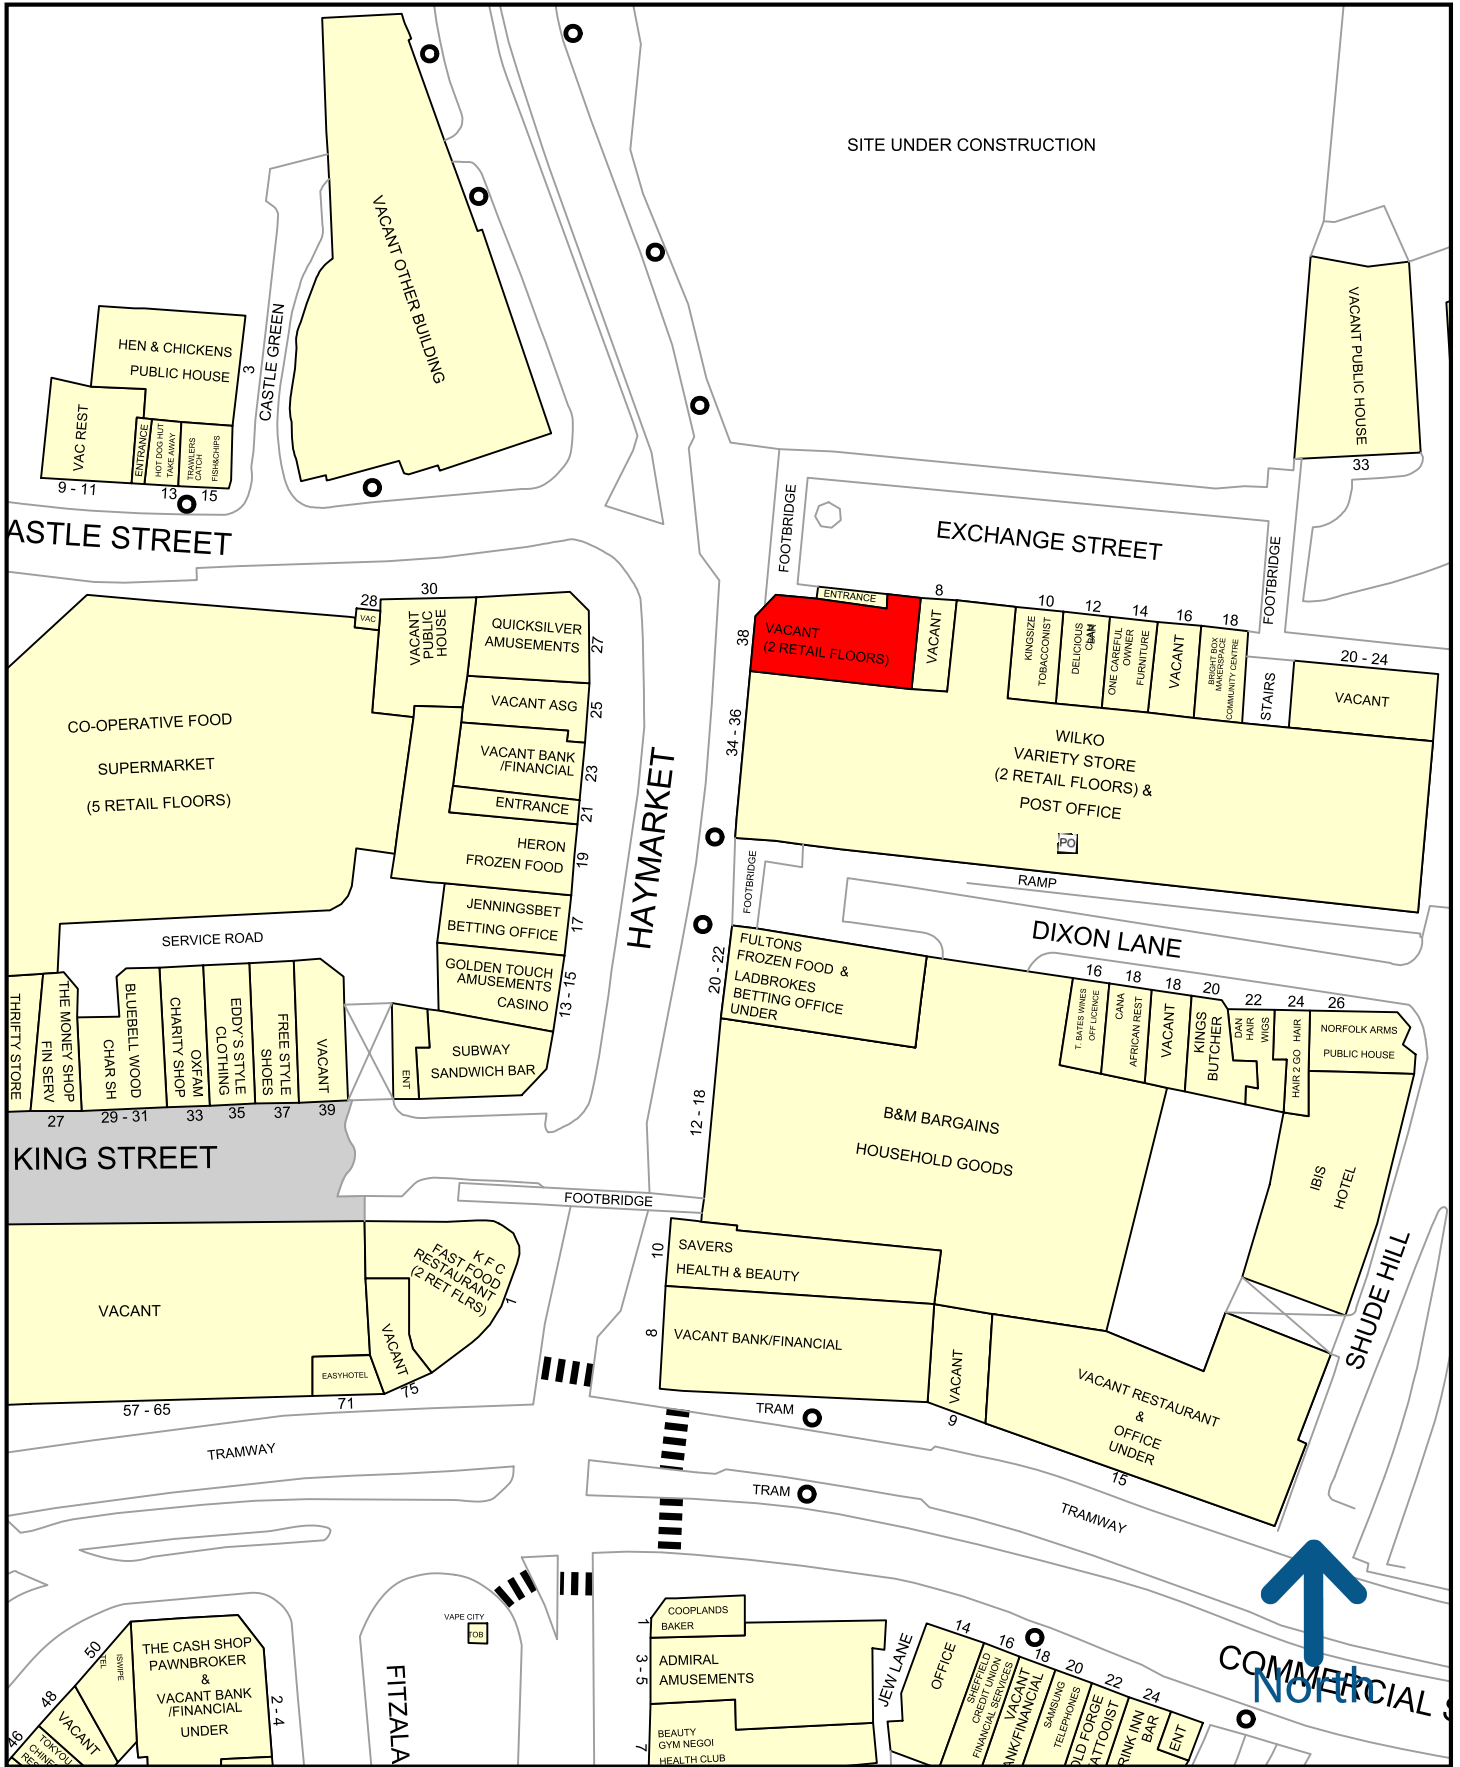 SITE UNDER CONSTRUCTION
VACANT OTHER BUILDING
CASTLE GREEN
HEN & CHICKENS
PUBLIC HOUSE
3
VAC REST
ENTRANCE
HOT DOG HUT
TAKE AWAY
TRAWLERS
CATCH
FISH&CHIPS
9 - 11
13
15
VACANT PUBLIC HOUSE
33
ASTLE STREET
EXCHANGE STREET
FOOTBRIDGE
FOOTBRIDGE
28
VAC
30
VACANT
PUBLIC
HOUSE
QUICKSILVER
AMUSEMENTS
27
VACANT ASG
25
VACANT BANK
/FINANCIAL
23
ENTRANCE
21
HERON
FROZEN FOOD
19
JENNINGSBET
BETTING OFFICE
17
GOLDEN TOUCH
AMUSEMENTS
CASINO
13 - 15
SUBWAY
SANDWICH BAR
ENT
CO-OPERATIVE FOOD
SUPERMARKET
(5 RETAIL FLOORS)
SERVICE ROAD
HAYMARKET
ENTRANCE
38
VACANT
(2 RETAIL FLOORS)
8
VACANT
10
KINGSIZE
TOBACCONIST
12
DELICIOUS
14
ONE CAREFUL
OWNER
FURNITURE
16
VACANT
18
BRIGHT BOX
MAKERSPACE
COMMUNITY CENTRE
STAIRS
20 - 24
VACANT
34 - 36
WILKO
VARIETY STORE
(2 RETAIL FLOORS) &
POST OFFICE
PO
RAMP
FOOTBRIDGE
DIXON LANE
20 - 22
FULTONS
FROZEN FOOD &
LADBROKES
BETTING OFFICE
UNDER
16
T. BATES WINES
OFF LICENCE
18
CANA
AFRICAN REST
18
VACANT
20
KINGS
BUTCHER
22
DAN
HAIR
WIGS
24
HAIR 2 GO HAIR
26
NORFOLK ARMS
PUBLIC HOUSE
THRIFTY STORE
THE MONEY SHOP
FIN SERV
27
BLUEBELL WOOD
CHAR SH
29 - 31
CHARITY SHOP
OXFAM
33
EDDY'S STYLE
CLOTHING
35
FREE STYLE
SHOES
37
VACANT
39
KING STREET
12 - 18
B&M BARGAINS
HOUSEHOLD GOODS
IBIS
HOTEL
SHUDE HILL
FOOTBRIDGE
10
SAVERS
HEALTH & BEAUTY
8
VACANT BANK/FINANCIAL
VACANT
9
VACANT RESTAURANT
&
OFFICE
UNDER
15
K F C
FAST FOOD
RESTAURANT
(2 RET FLRS)
1
VACANT
EASYHOTEL
VACANT
75
71
57 - 65
TRAMWAY
TRAM
TRAM
TRAMWAY
North
COMMERCIAL S
VAPE CITY
TOB
FITZALA
50
ISWIPE
TEL
48
VACANT
46
TOKYOU
CHINE
RES
THE CASH SHOP
PAWNBROKER
&
VACANT BANK
/FINANCIAL
UNDER
2 - 4
1
COOPLANDS
BAKER
3 - 5
ADMIRAL
AMUSEMENTS
7
BEAUTY
GYM NEGOI
HEALTH CLUB
JEW LANE
14
OFFICE
16
SHEFFIELD
CREDIT UNION
FINANCIAL SERVICES
18
VACANT
ANK/FINANCIAL
20
SAMSUNG
TELEPHONES
22
OLD FORGE
ATTOOIST
24
RINK INN
BAR
ENT